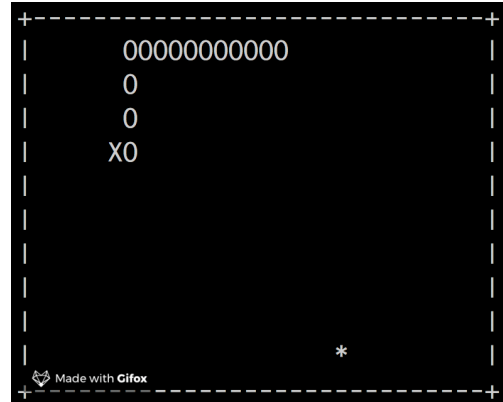 +------------------------------+
|      00000000000             |
|      0                       |
|      0                       |
|     X0                       |
|                              |
|                              |
|                              |
|                              |
|                              |
|                    *         |
Made with Gifox
+------------------------------+